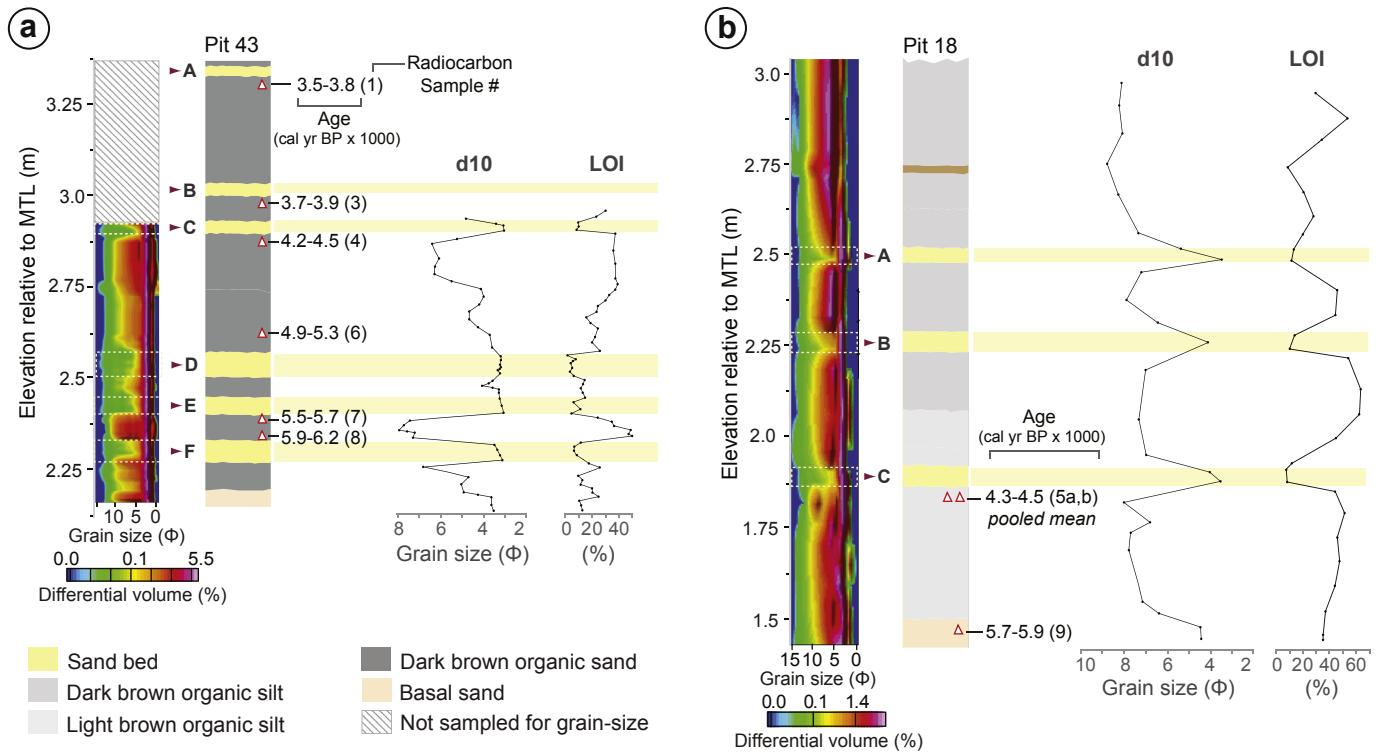 a
Pit 43
Elevation relative to MTL (m)
3.25
3.0
2.75
2.5
2.25
A
B
C
D
E
F
3.5-3.8 (1)
Radiocarbon
Sample #
Age
(cal yr BP x 1000)
3.7-3.9 (3)
4.2-4.5 (4)
4.9-5.3 (6)
5.5-5.7 (7)
5.9-6.2 (8)
d10
LOI
10 5 0
Grain size (Φ)
0.0 0.1 5.5
Differential volume (%)
8 6 4 2
Grain size (Φ)
0 20 40
(%)
Sand bed
Dark brown organic silt
Light brown organic silt
Dark brown organic sand
Basal sand
Not sampled for grain-size
b
Pit 18
d10
LOI
Elevation relative to MTL (m)
3.0
2.75
2.5
2.25
2.0
1.75
1.5
A
B
C
Age
(cal yr BP x 1000)
4.3-4.5 (5a,b)
pooled mean
5.7-5.9 (9)
15 10 5 0
Grain size (Φ)
0.0 0.1 1.4
Differential volume (%)
10 8 6 4 2
Grain size (Φ)
0 20 40 60
(%)